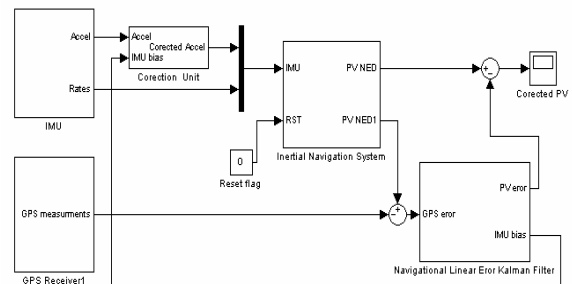 Accel
Rates
IMU
Accel
Corected Accel
IMU bias
Corection Unit
IMU
PV NED
RST
PV NED1
Inertial Navigation System
0
Reset flag
Corected PV
GPS measurments
GPS Receiver1
GPS eror
PV eror
IMU bias
Navigational Linear Eror Kalman Filter